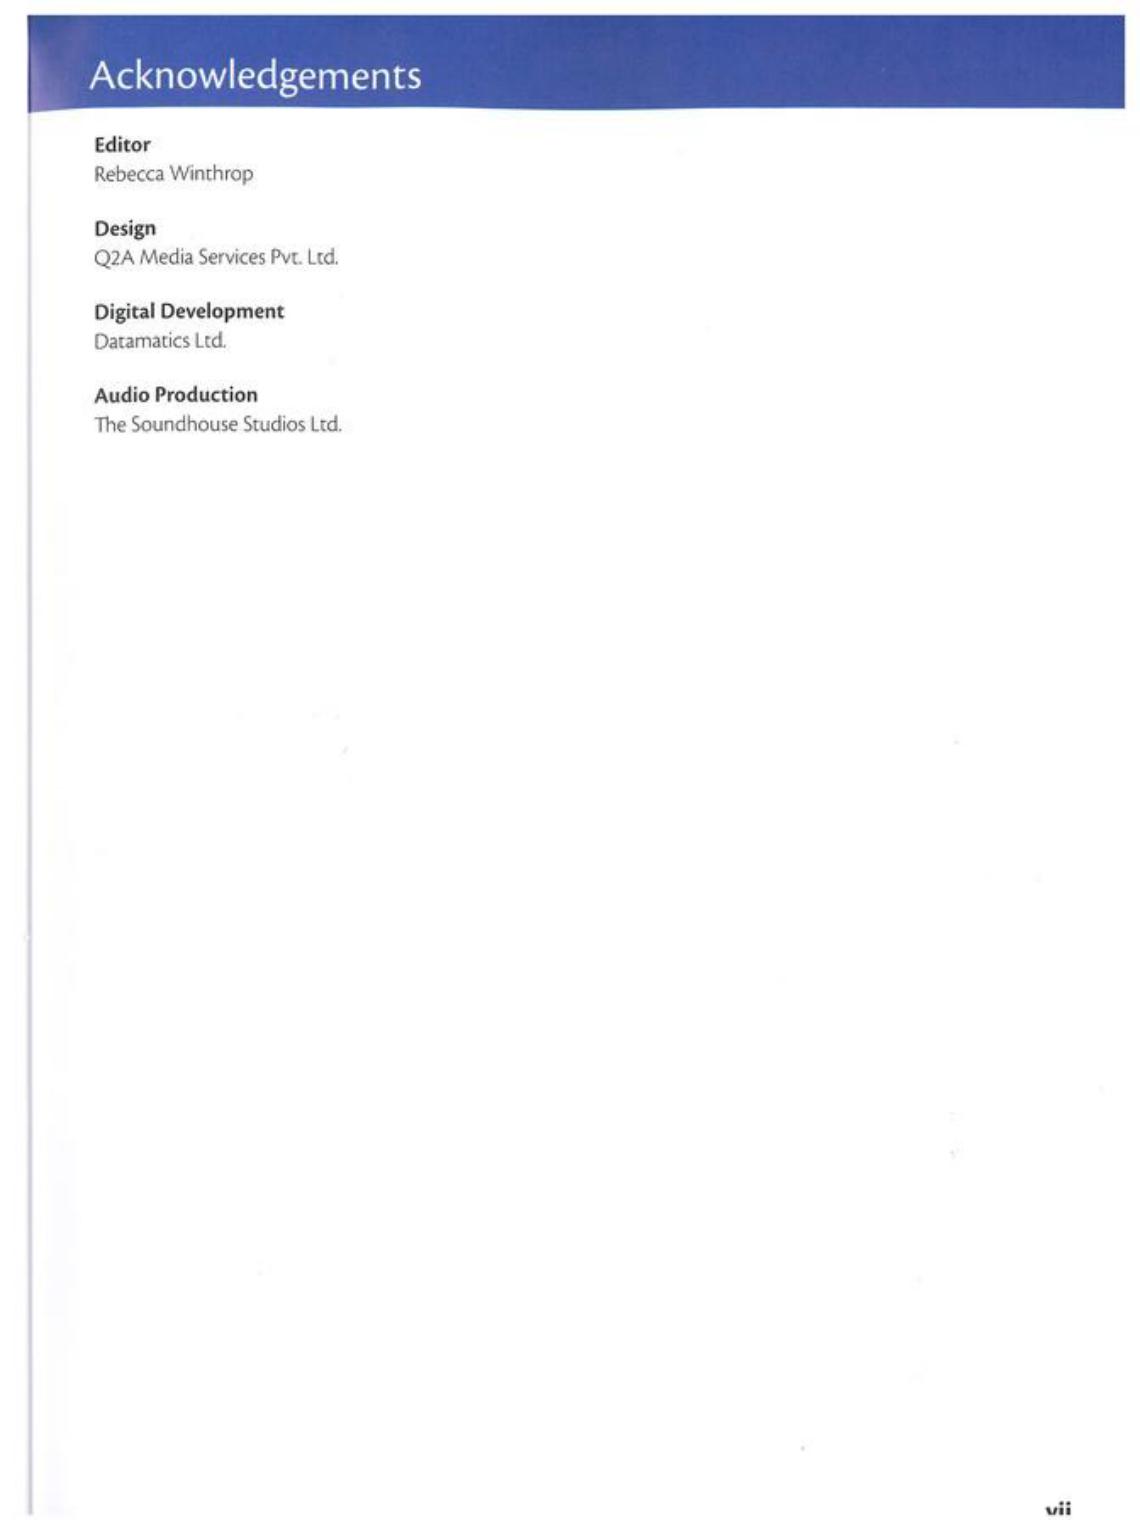 Acknowledgements
Editor
Rebecca Winthrop
Design
Q2A Media Services Pvt. Ltd.
Digital Development
Datamatics Ltd.
Audio Production
The Soundhouse Studios Ltd.
vii